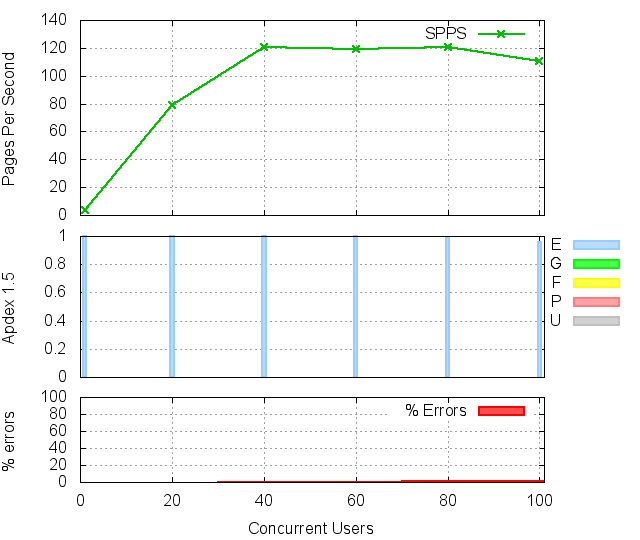 140
120
100
80
60
40
20
0
Pages Per Second
SPPS
1
0.8
0.6
0.4
0.2
0
Apdex 1.5
E
G
F
P
U
100
80
60
40
20
0
% errors
% Errors
0 20 40 60 80 100
Concurrent Users